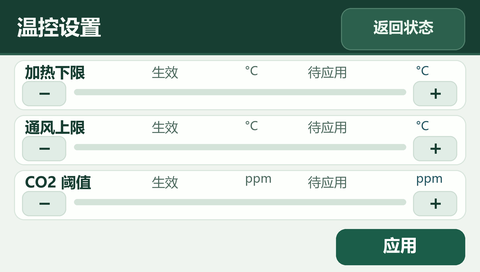 温控设置 返回状态
加热下限 生效 °C 待应用 °C
− +
通风上限 生效 °C 待应用 °C
− +
CO2 阈值 生效 ppm 待应用 ppm
− +
应用